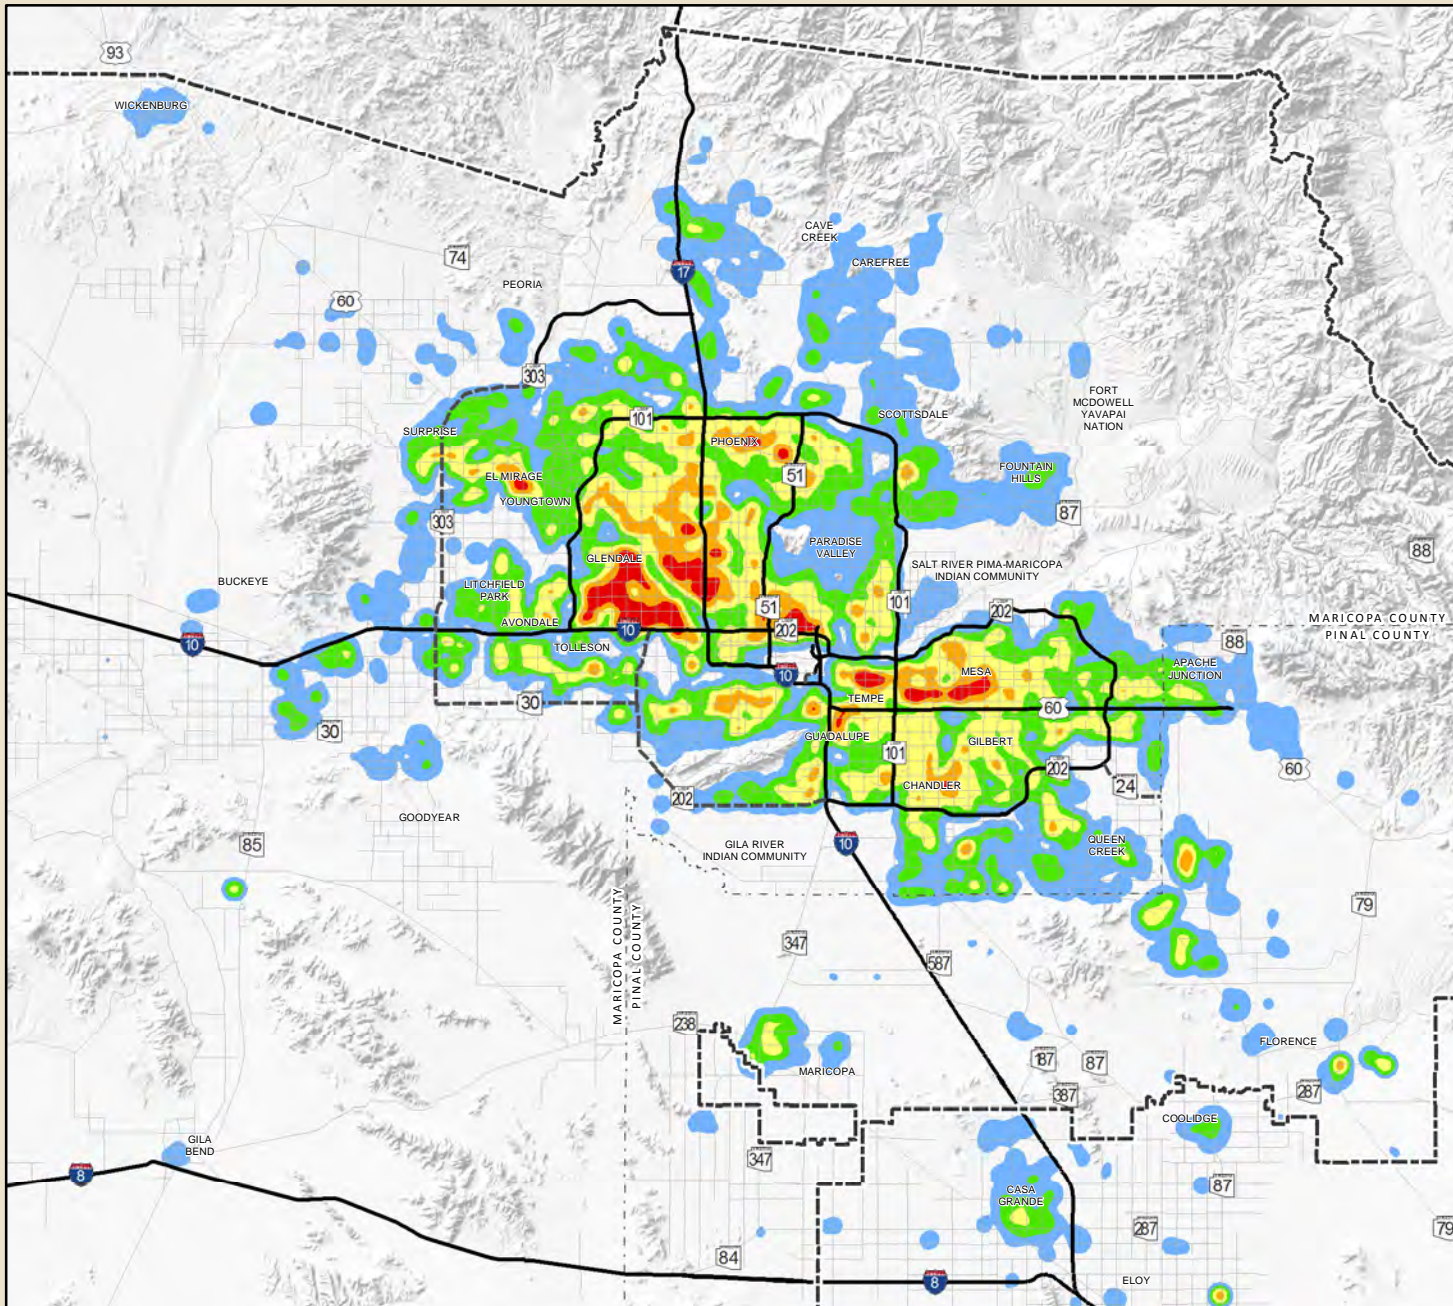 93
WICKENBURG
CAVE
CREEK
74
CAREFREE
17
PEORIA
60
303
FORT
MCDOWELL
YAVAPAI
NATION
101
SCOTTSDALE
SURPRISE
PHOENIX
EL MIRAGE
51
FOUNTAIN
HILLS
YOUNGTOWN
303
87
PARADISE
VALLEY
88
GLENDALE
SALT RIVER PIMA-MARICOPA
INDIAN COMMUNITY
BUCKEYE
LITCHFIELD
PARK
101
51
202
AVONDALE
10
202
MARICOPA COUNTY
PINAL COUNTY
10
TOLLESON
88
10
MESA
APACHE
JUNCTION
TEMPE
30
60
30
GUADALUPE
GILBERT
101
202
60
CHANDLER
24
202
GOODYEAR
85
GILA RIVER
INDIAN COMMUNITY
10
QUEEN
CREEK
79
MARICOPA COUNTY
PINAL COUNTY
347
587
238
FLORENCE
187
87
MARICOPA
387
287
COOLIDGE
GILA
BEND
347
8
CASA
GRANDE
87
287
79
84
8
ELOY